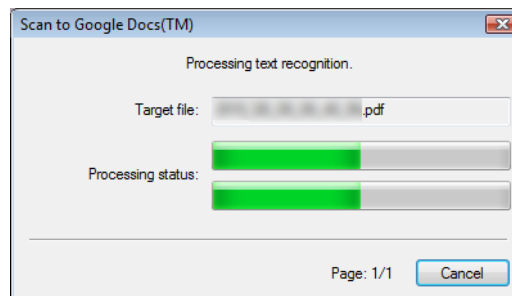 Scan to Google Docs(TM)
Processing text recognition.
Target file: .pdf
Processing status:
Page: 1/1 Cancel